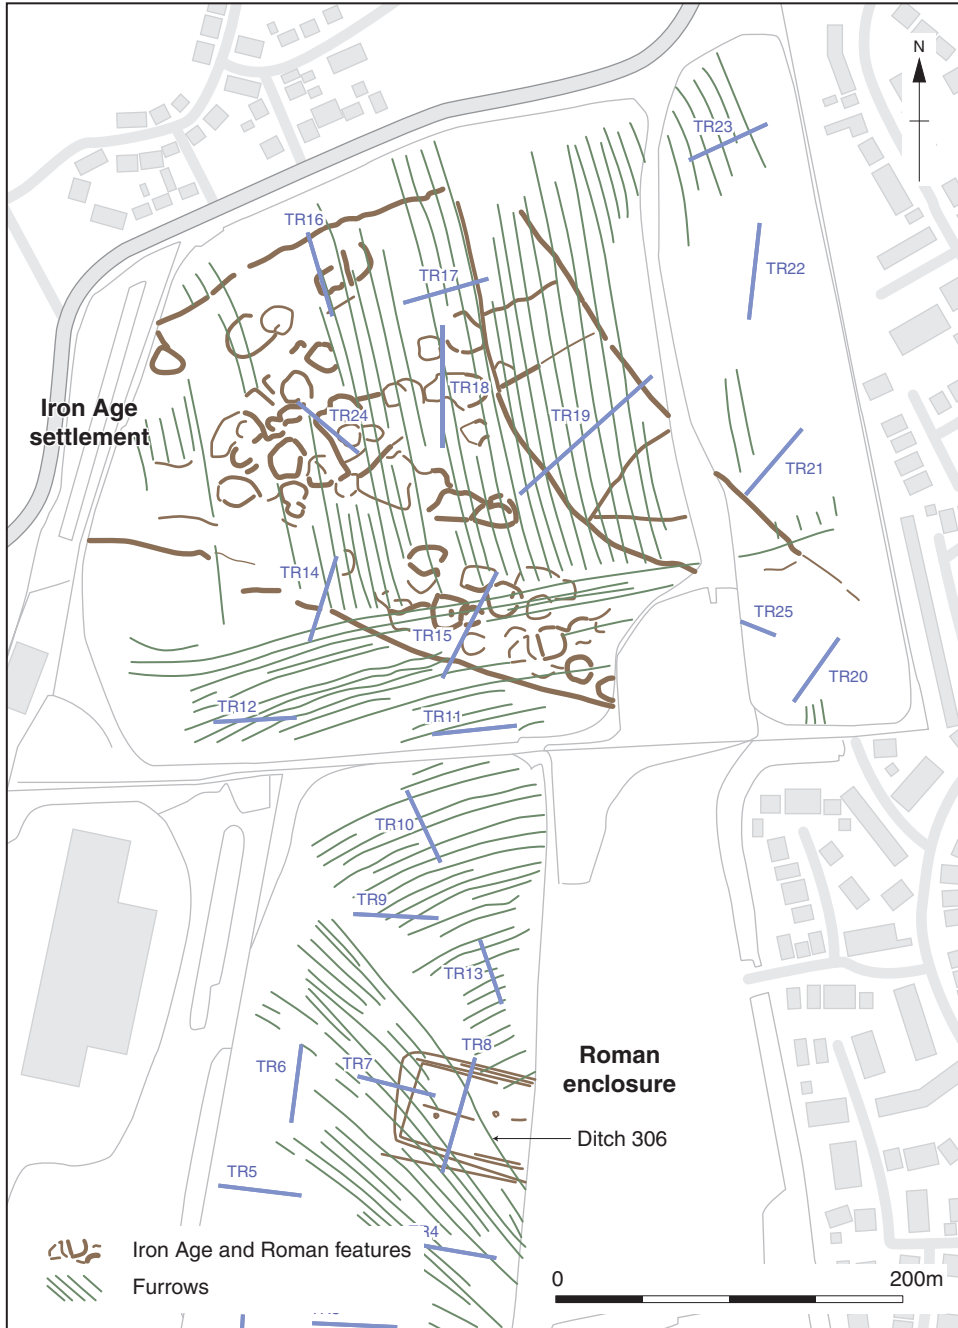 N
TR23
TR16
TR22
TR17
TR18
Iron Age
settlement
TR24
TR19
TR21
TR14
TR25
TR15
TR20
TR12
TR11
TR10
TR9
TR13
TR8
Roman
enclosure
TR6
TR7
Ditch 306
TR5
Iron Age and Roman features
Furrows
0
200m